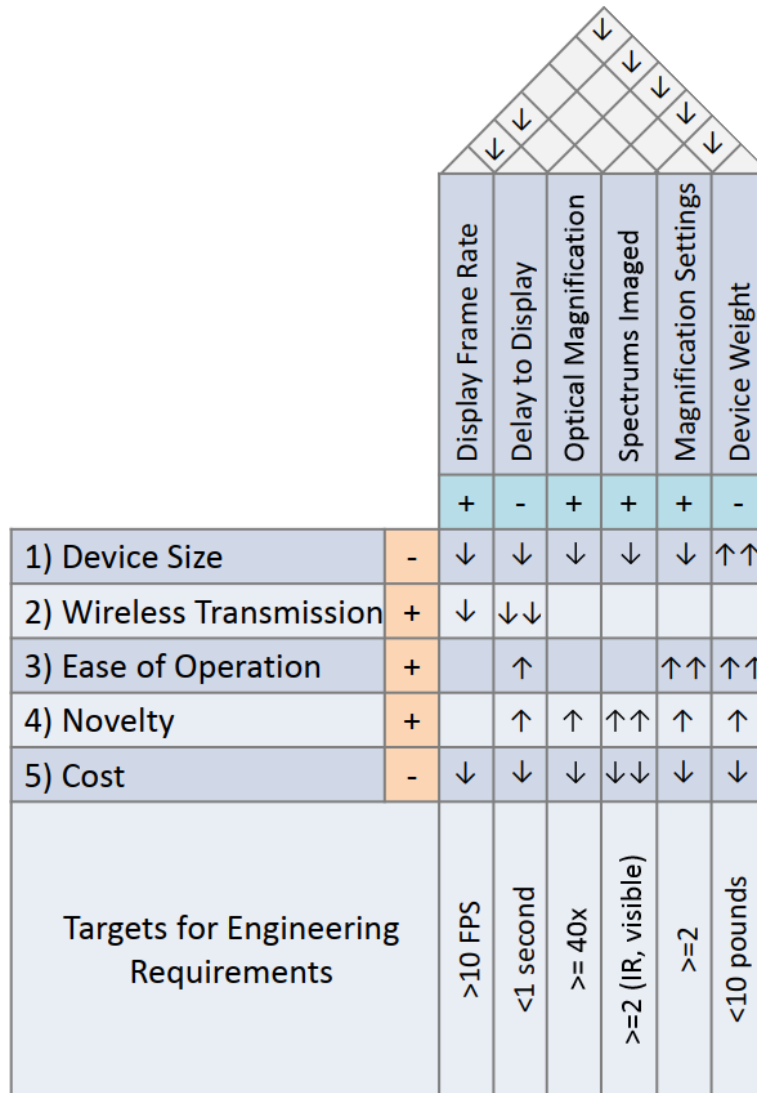 ↓
↓
↓
↓
↓ ↓
↓ ↓
Display Frame Rate
Delay to Display
Optical Magnification
Spectrums Imaged
Magnification Settings
Device Weight
+ - + + + -
1) Device Size - ↓ ↓ ↓ ↓ ↓ ↑↑
2) Wireless Transmission + ↓ ↓↓
3) Ease of Operation + ↑ ↑↑ ↑↑
4) Novelty + ↑ ↑ ↑↑ ↑ ↑
5) Cost - ↓ ↓ ↓ ↓↓ ↓ ↓
Targets for Engineering
Requirements
>10 FPS
<1 second
>= 40x
>=2 (IR, visible)
>=2
<10 pounds